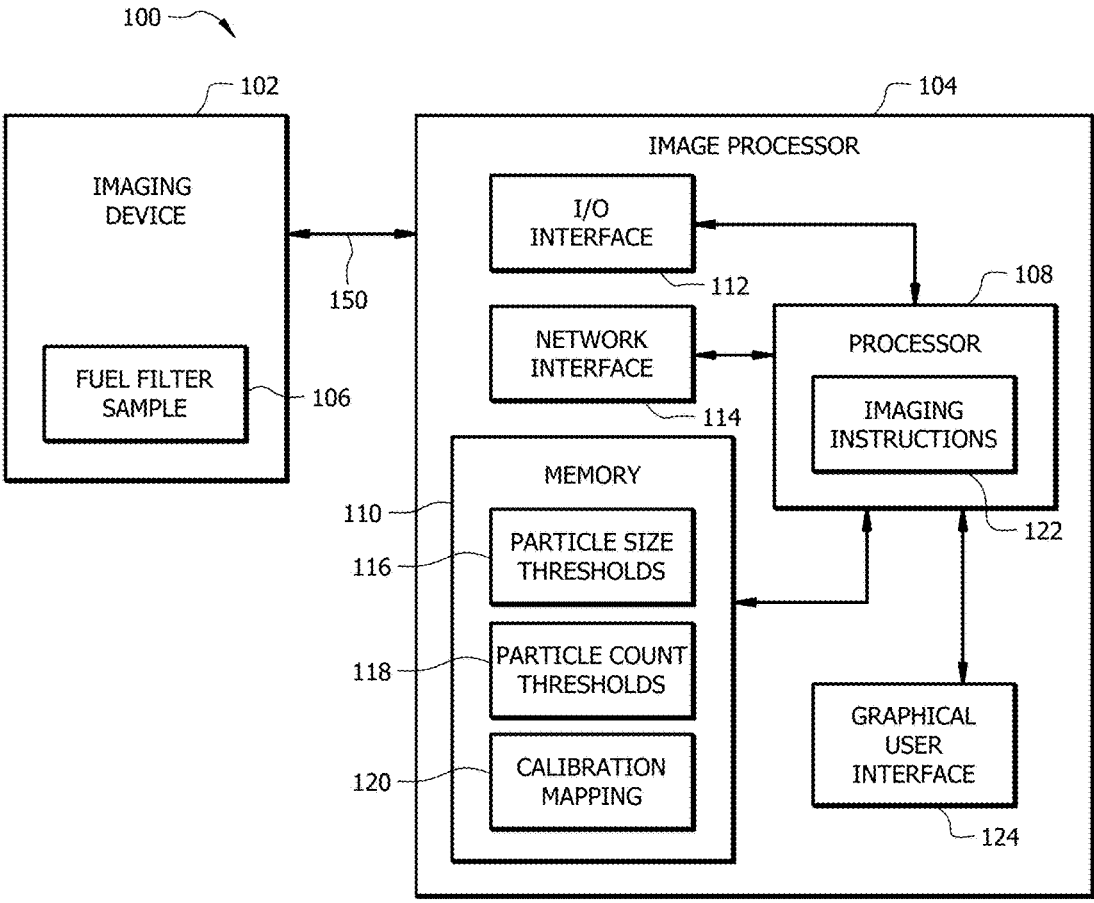 100
102
104
IMAGING
DEVICE
IMAGE PROCESSOR
I/O
INTERFACE
112
150
108
NETWORK
INTERFACE
114
PROCESSOR
IMAGING
INSTRUCTIONS
122
FUEL FILTER
SAMPLE
106
MEMORY
110
PARTICLE SIZE
THRESHOLDS
116
PARTICLE COUNT
THRESHOLDS
118
CALIBRATION
MAPPING
120
GRAPHICAL
USER
INTERFACE
124